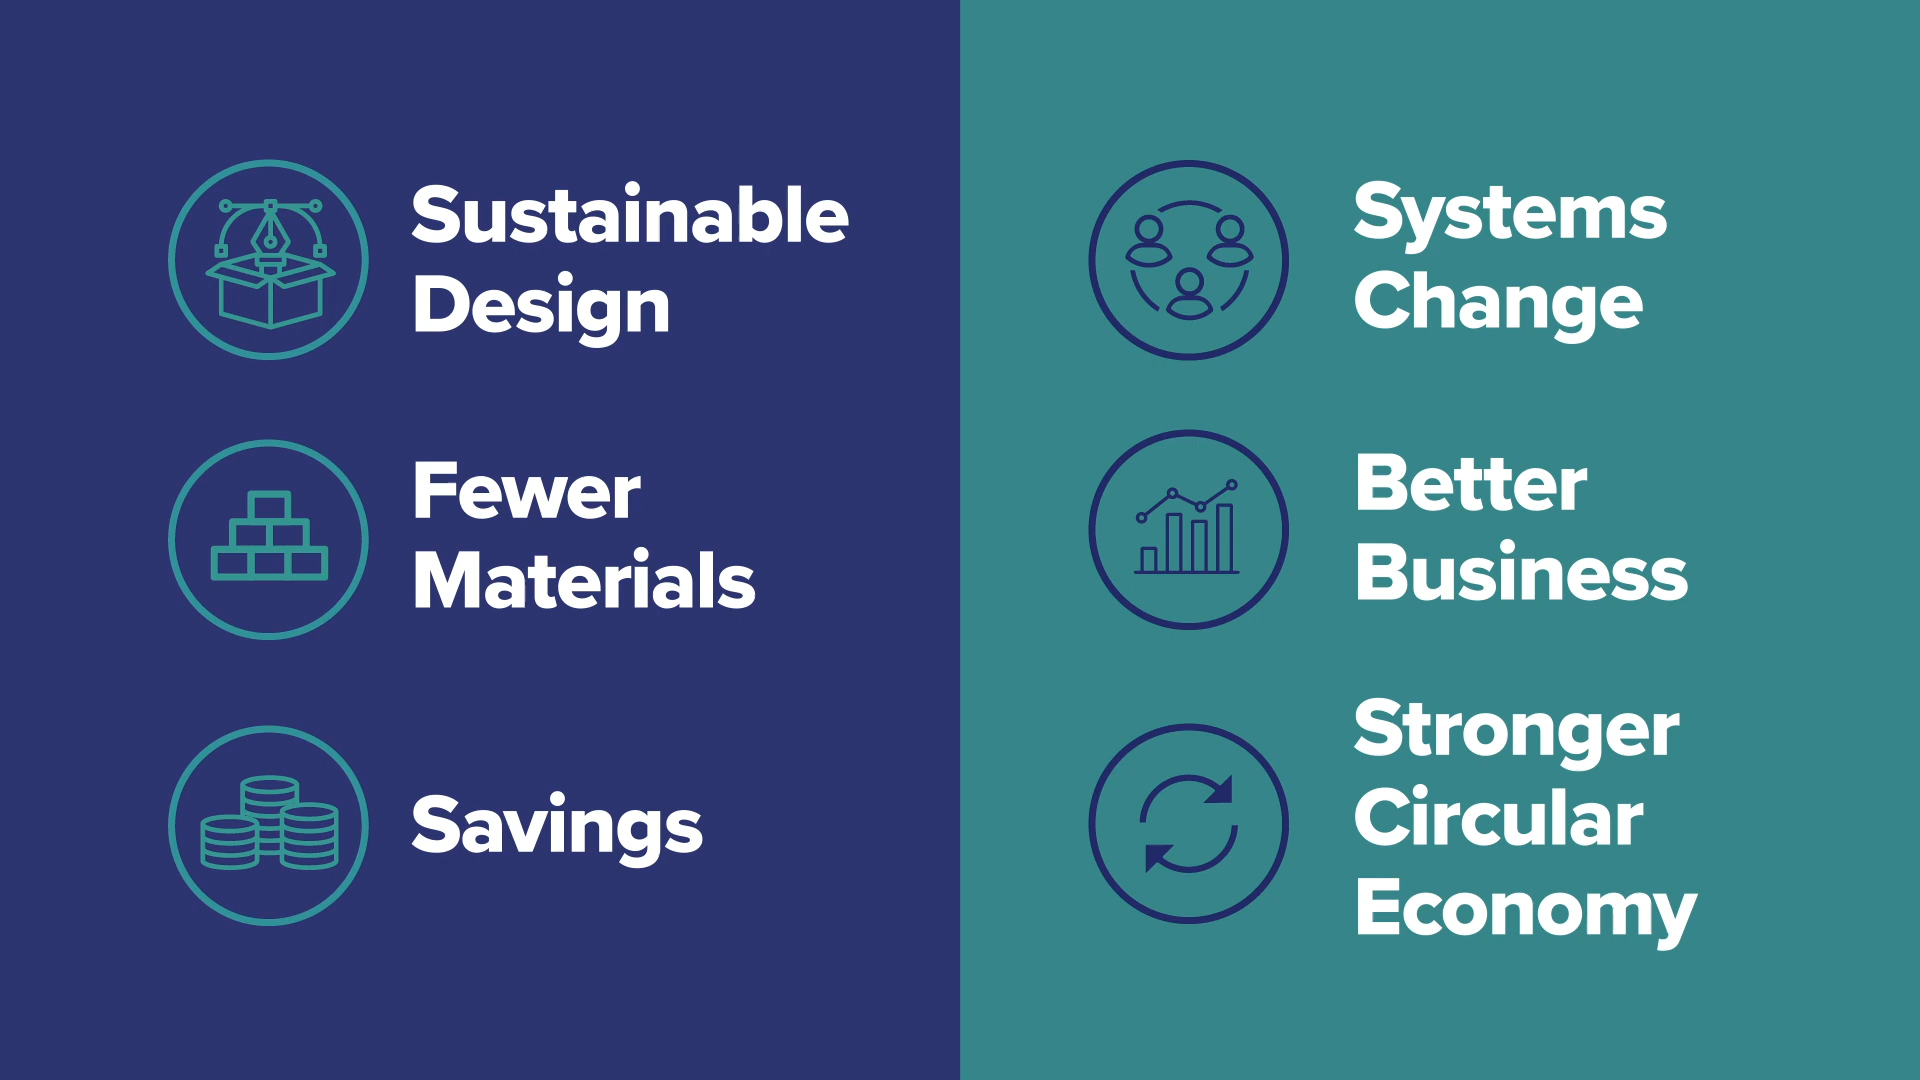 Sustainable
Design
Fewer
Materials
Savings
Systems
Change
Better
Business
Stronger
Circular
Economy